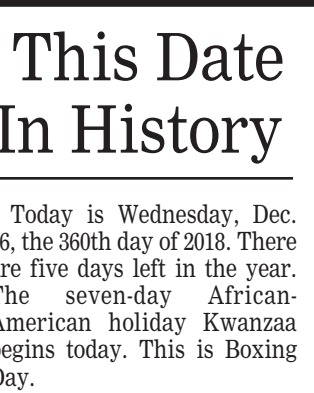 This Date
In History
Today is Wednesday, Dec.
6, the 360th day of 2018. There
re five days left in the year.
The seven-day African-
American holiday Kwanzaa
begins today. This is Boxing
Day.